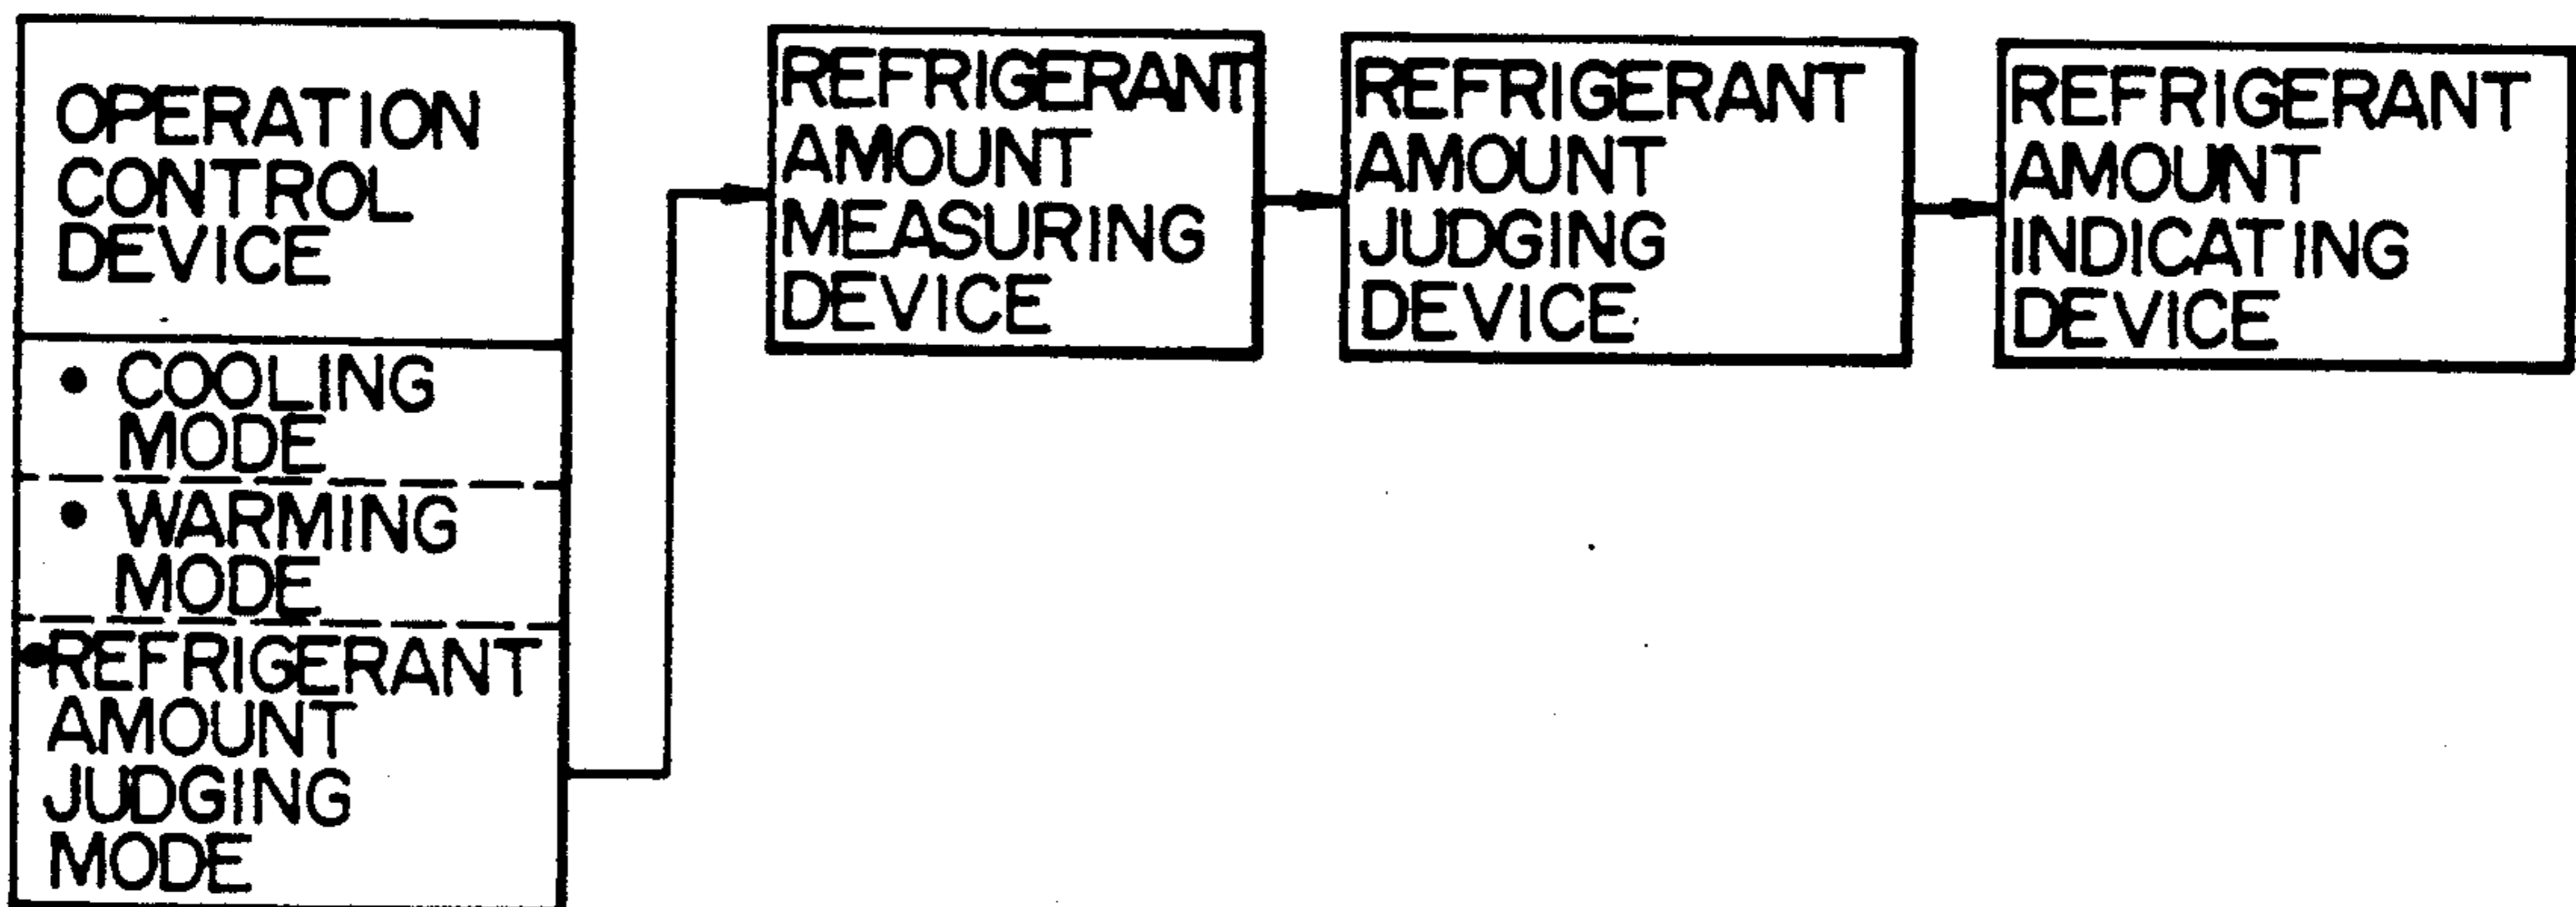 OPERATION
CONTROL
DEVICE
• COOLING
MODE
• WARMING
MODE
• REFRIGERANT
AMOUNT
JUDGING
MODE
REFRIGERANT
AMOUNT
MEASURING
DEVICE
REFRIGERANT
AMOUNT
JUDGING
DEVICE
REFRIGERANT
AMOUNT
INDICATING
DEVICE